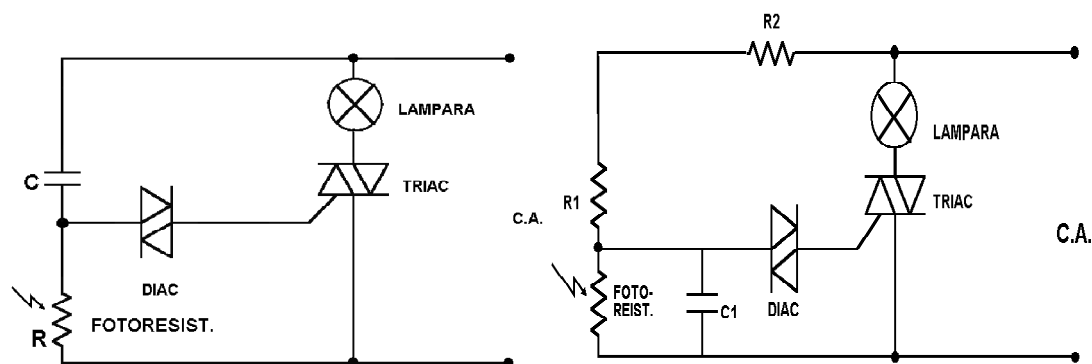 C
LAMPARA
TRIAC
DIAC
R
FOTORESIST.
C.A.
R2
LAMPARA
R1
TRIAC
FOTO-
REIST.
C1
DIAC
C.A.